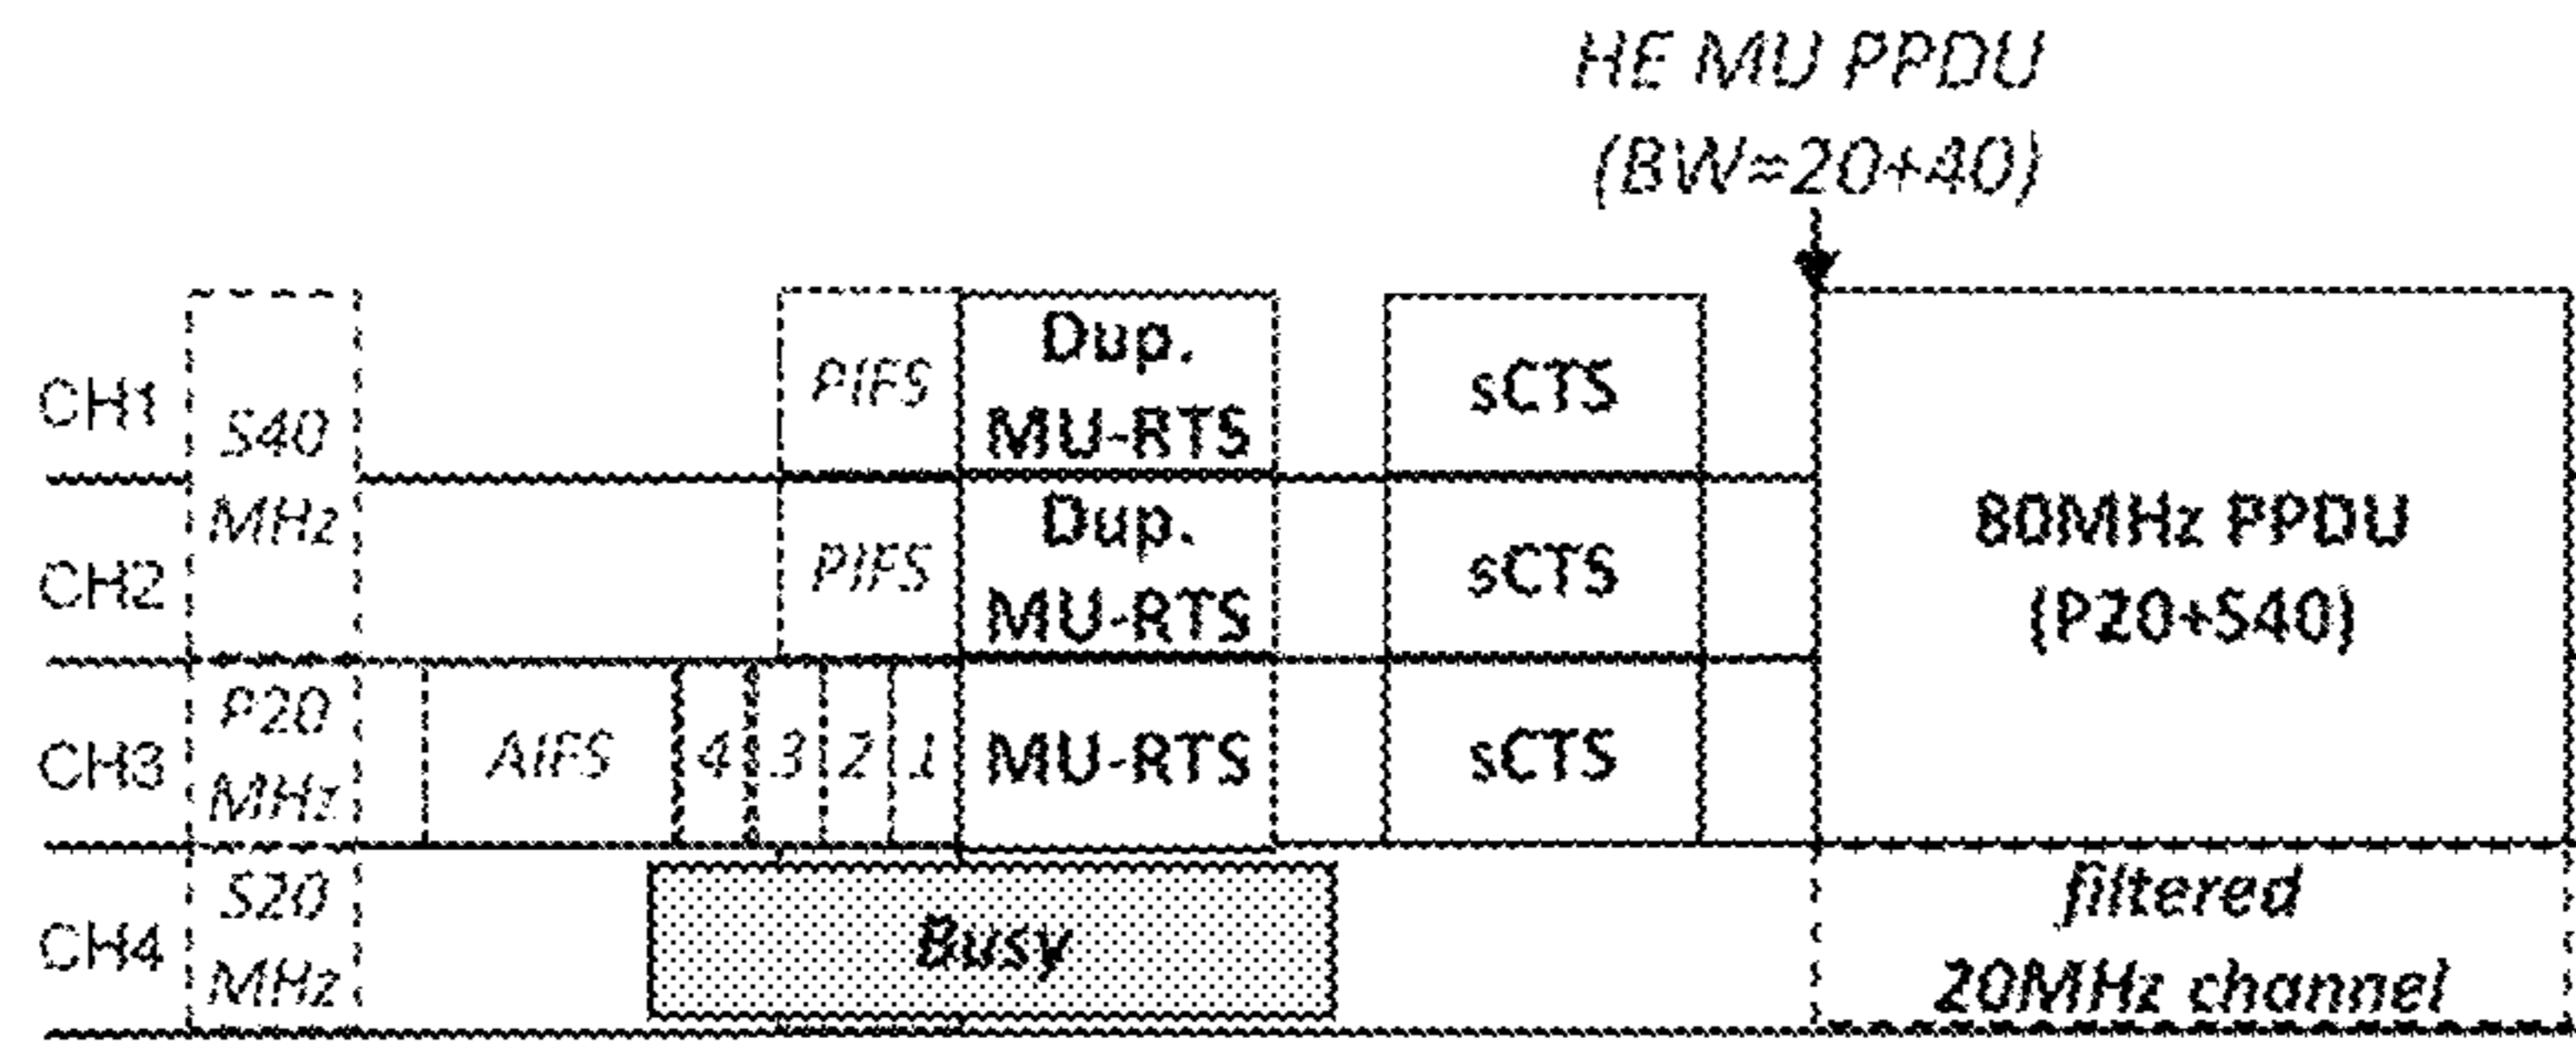 HE MU PPDU
(BW=20+40)
CH1
CH2
CH3
CH4
S40
MHz
P20
MHz
S20
MHz
PIFS
Dup.
MU-RTS
sCTS
PIFS
Dup.
MU-RTS
sCTS
AIFS
4
3
2
1
MU-RTS
sCTS
Busy
80MHz PPDU
(P20+S40)
filtered
20MHz channel